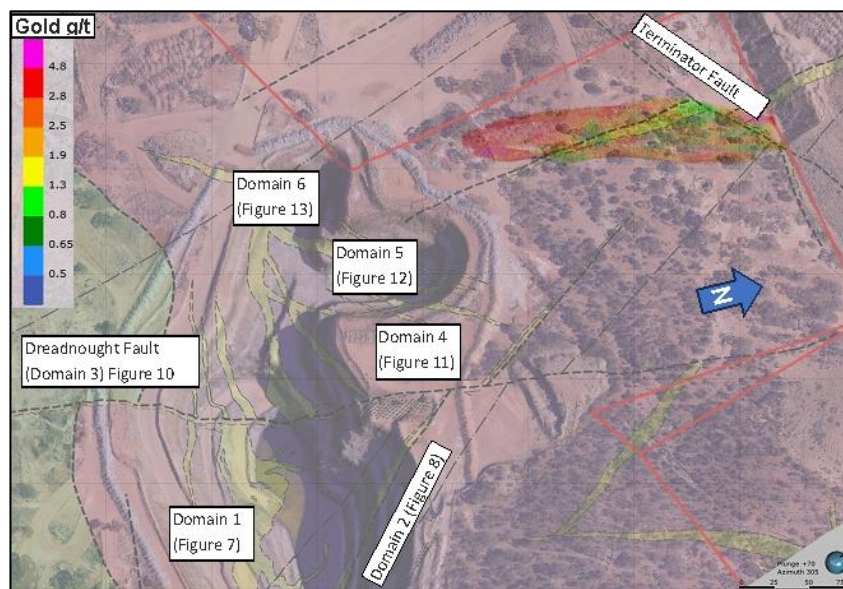 Gold g/t
4.8
2.8
2.5
1.9
1.3
0.8
0.65
0.5
Terminator Fault
Domain 6
(Figure 13)
Domain 5
(Figure 12)
N
Dreadnought Fault
(Domain 3) Figure 10
Domain 4
(Figure 11)
Domain 1
(Figure 7)
Domain 2 (Figure 8)
Plunge +70
Azimuth 305
0 25 50 75